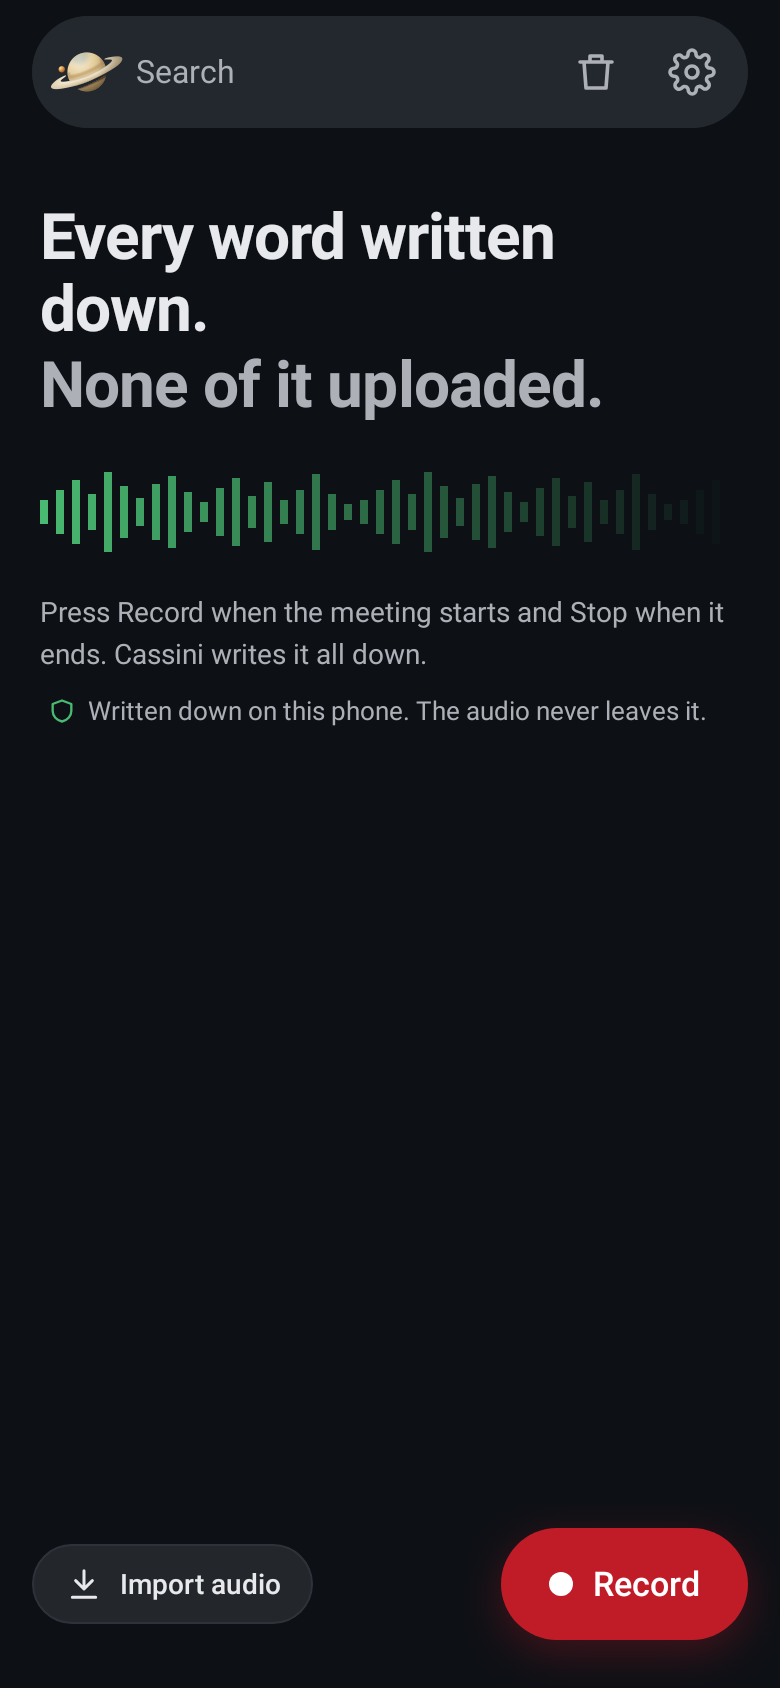 Search
Every word written
down.
None of it uploaded.
Press Record when the meeting starts and Stop when it
ends. Cassini writes it all down.
Written down on this phone. The audio never leaves it.
Import audio
Record